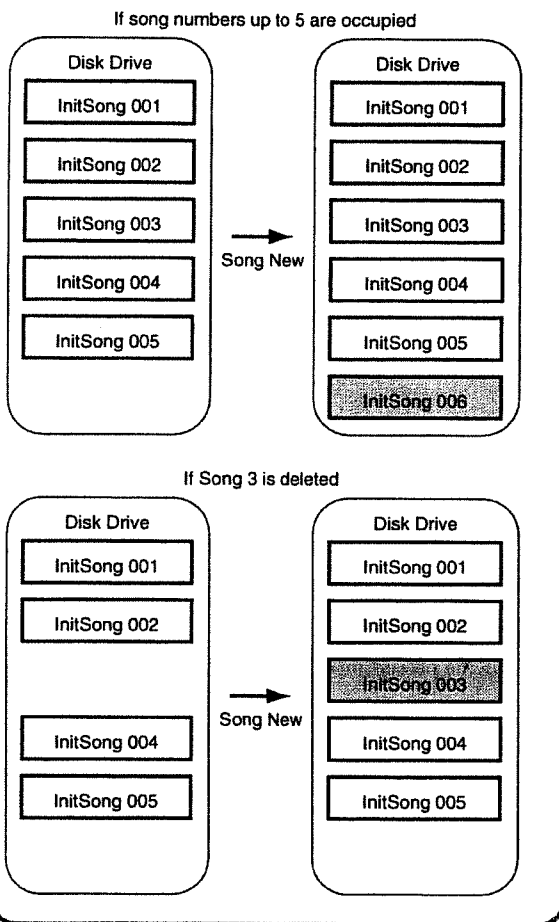 If song numbers up to 5 are occupied
Disk Drive
InitSong 001
InitSong 002
InitSong 003
InitSong 004
InitSong 005
Song New
Disk Drive
InitSong 001
InitSong 002
InitSong 003
InitSong 004
InitSong 005
InitSong 006
If Song 3 is deleted
Disk Drive
InitSong 001
InitSong 002
InitSong 004
InitSong 005
Song New
Disk Drive
InitSong 001
InitSong 002
InitSong 003
InitSong 004
InitSong 005